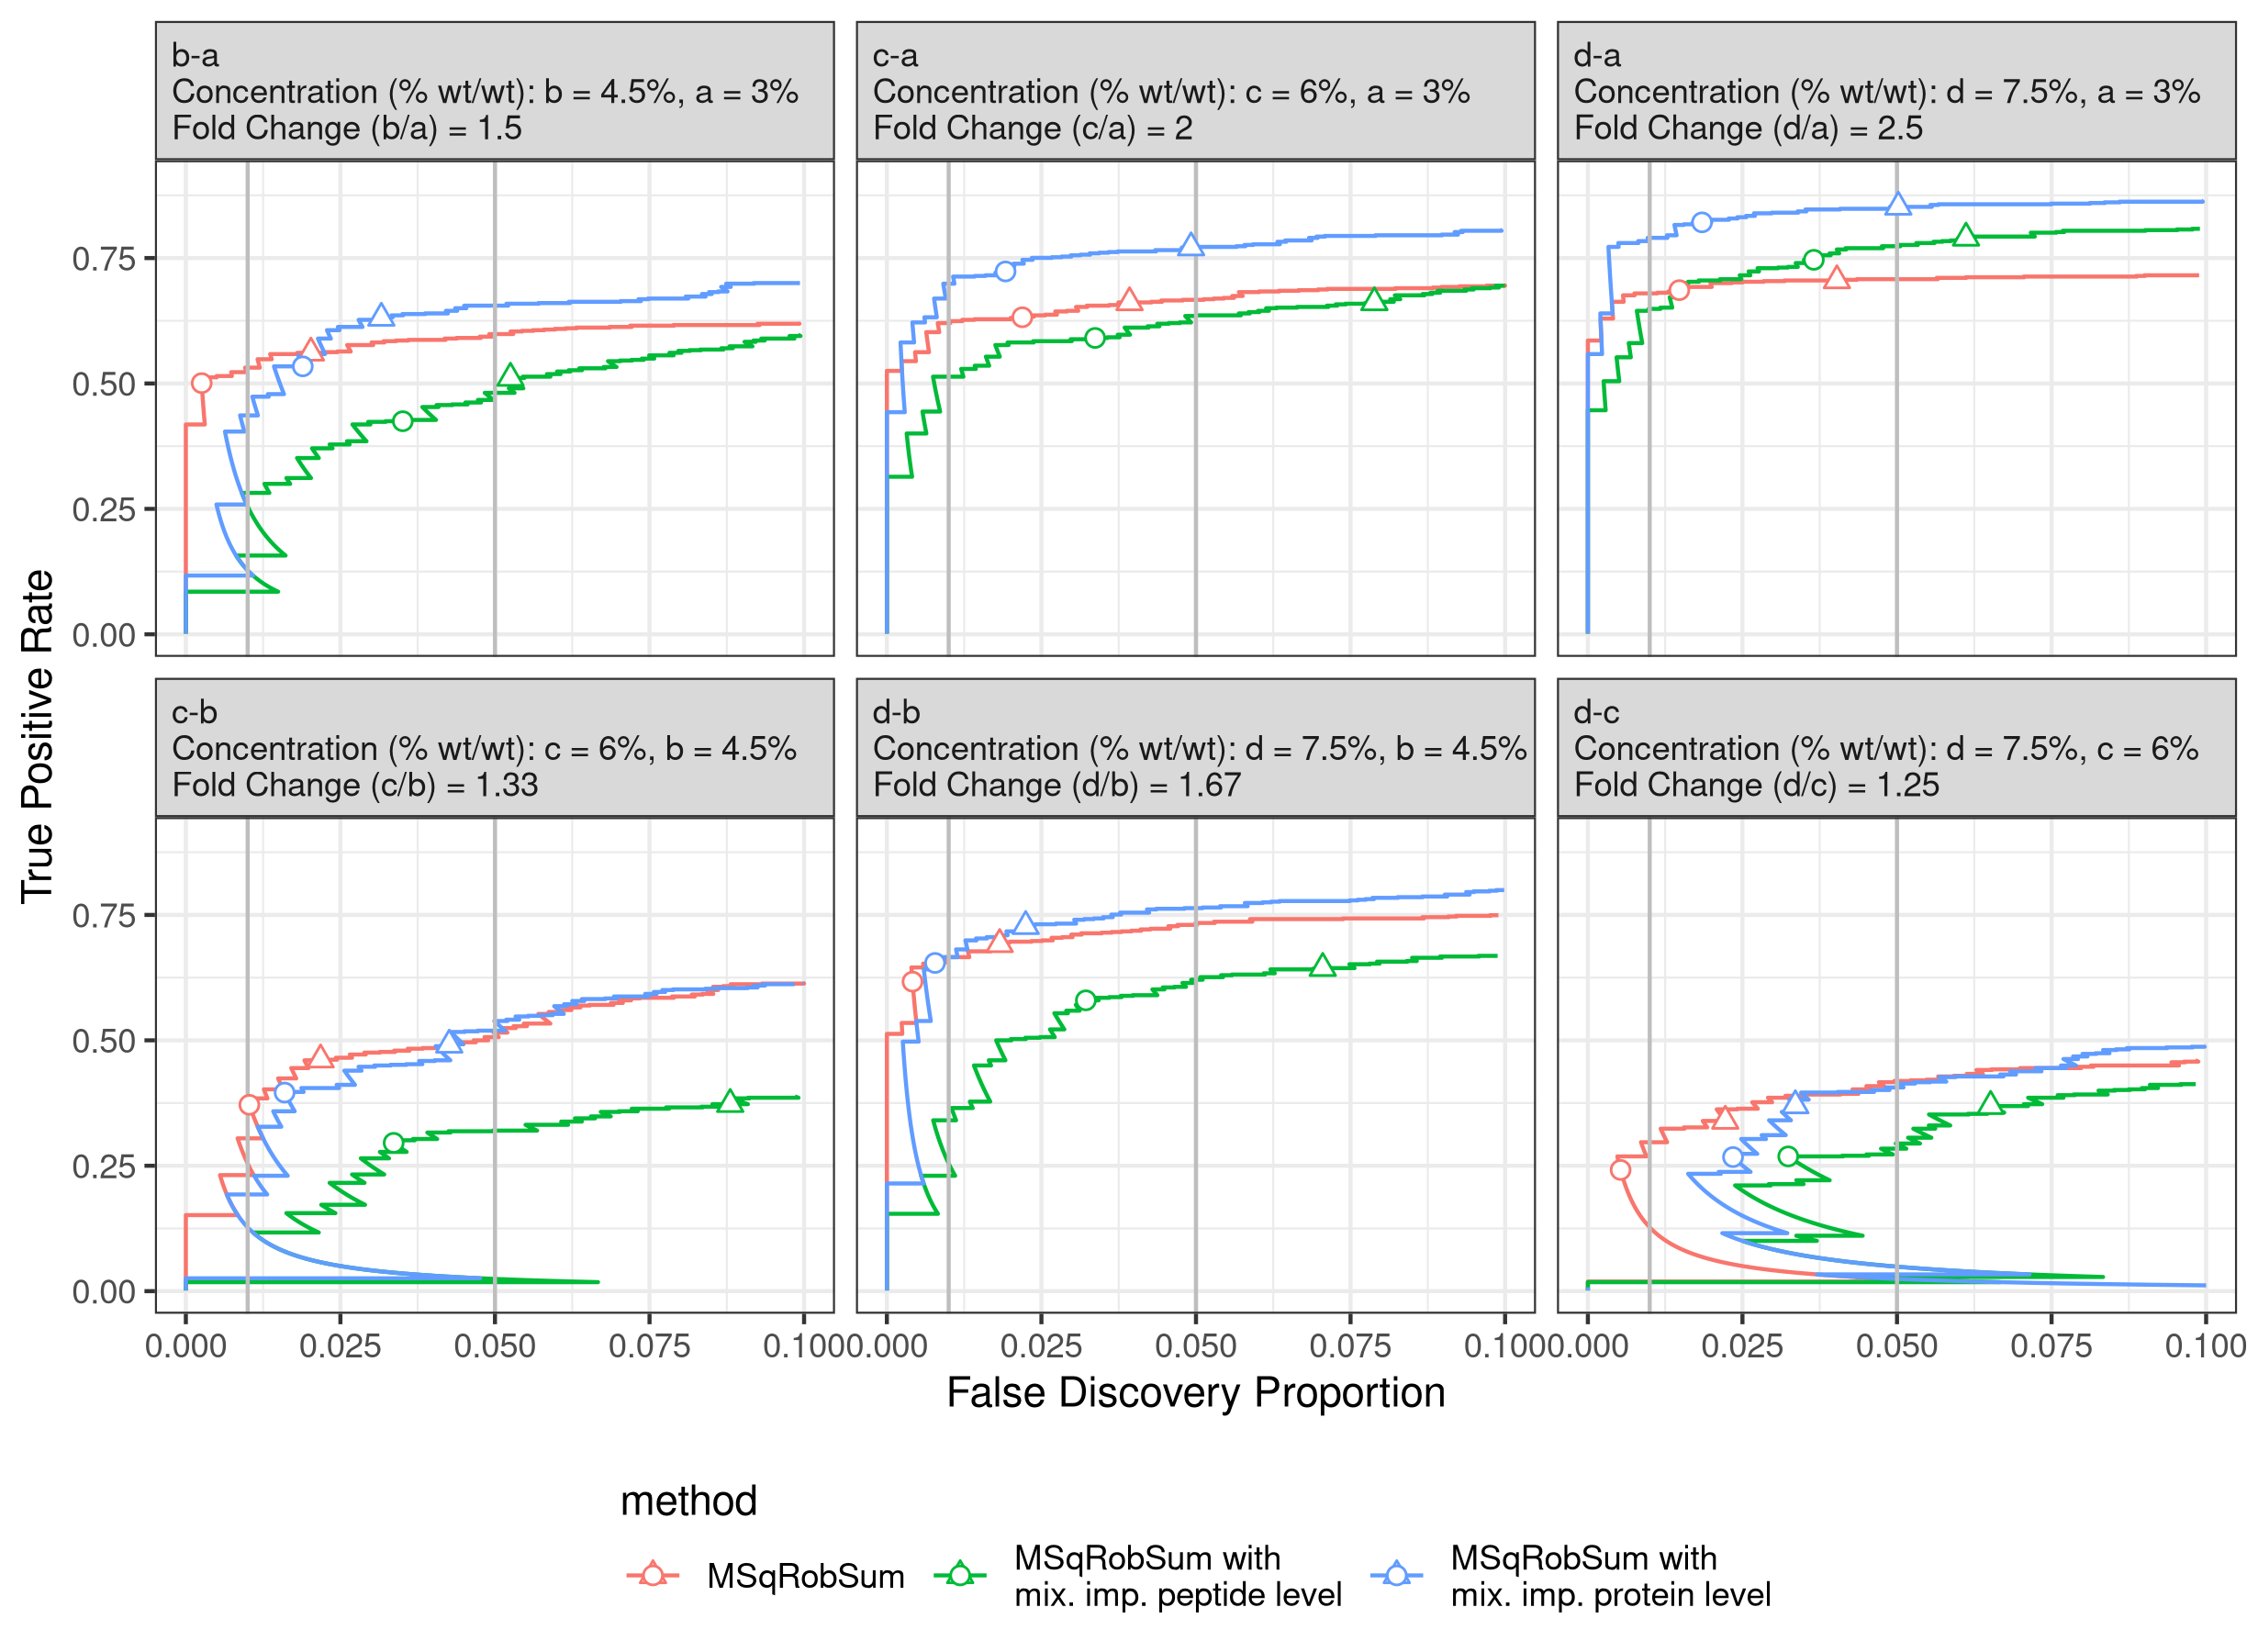 b-a
Concentration (% wt/wt): b = 4.5%, a = 3%
Fold Change (b/a) = 1.5
c-a
Concentration (% wt/wt): c = 6%, a = 3%
Fold Change (c/a) = 2
d-a
Concentration (% wt/wt): d = 7.5%, a = 3%
Fold Change (d/a) = 2.5
0.75
0.50
0.25
0.00
True Positive Rate
c-b
Concentration (% wt/wt): c = 6%, b = 4.5%
Fold Change (c/b) = 1.33
d-b
Concentration (% wt/wt): d = 7.5%, b = 4.5%
Fold Change (d/b) = 1.67
d-c
Concentration (% wt/wt): d = 7.5%, c = 6%
Fold Change (d/c) = 1.25
0.75
0.50
0.25
0.00
0.000 0.025 0.050 0.075 0.100
0.000 0.025 0.050 0.075 0.100
0.000 0.025 0.050 0.075 0.100
False Discovery Proportion
method
MSqRobSum
MSqRobSum with
mix. imp. peptide level
MSqRobSum with
mix. imp. protein level